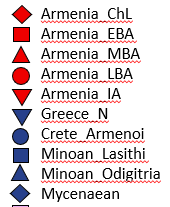 Armenia_ChL
Armenia_EBA
Armenia_MBA
Armenia_LBA
Armenia_IA
Greece_N
Crete_Armenoi
Minoan_Lasithi
Minoan_Odigitria
Mycenaean